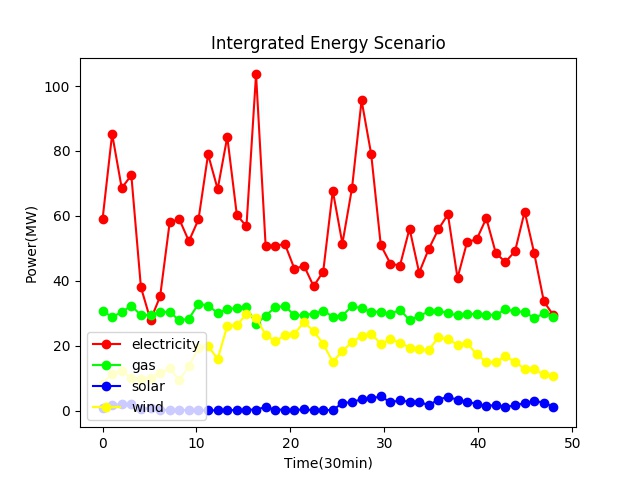 Intergrated Energy Scenario
Power(MW)
100
80
60
40
20
0
electricity
gas
solar
wind
0 10 20 30 40 50
Time(30min)